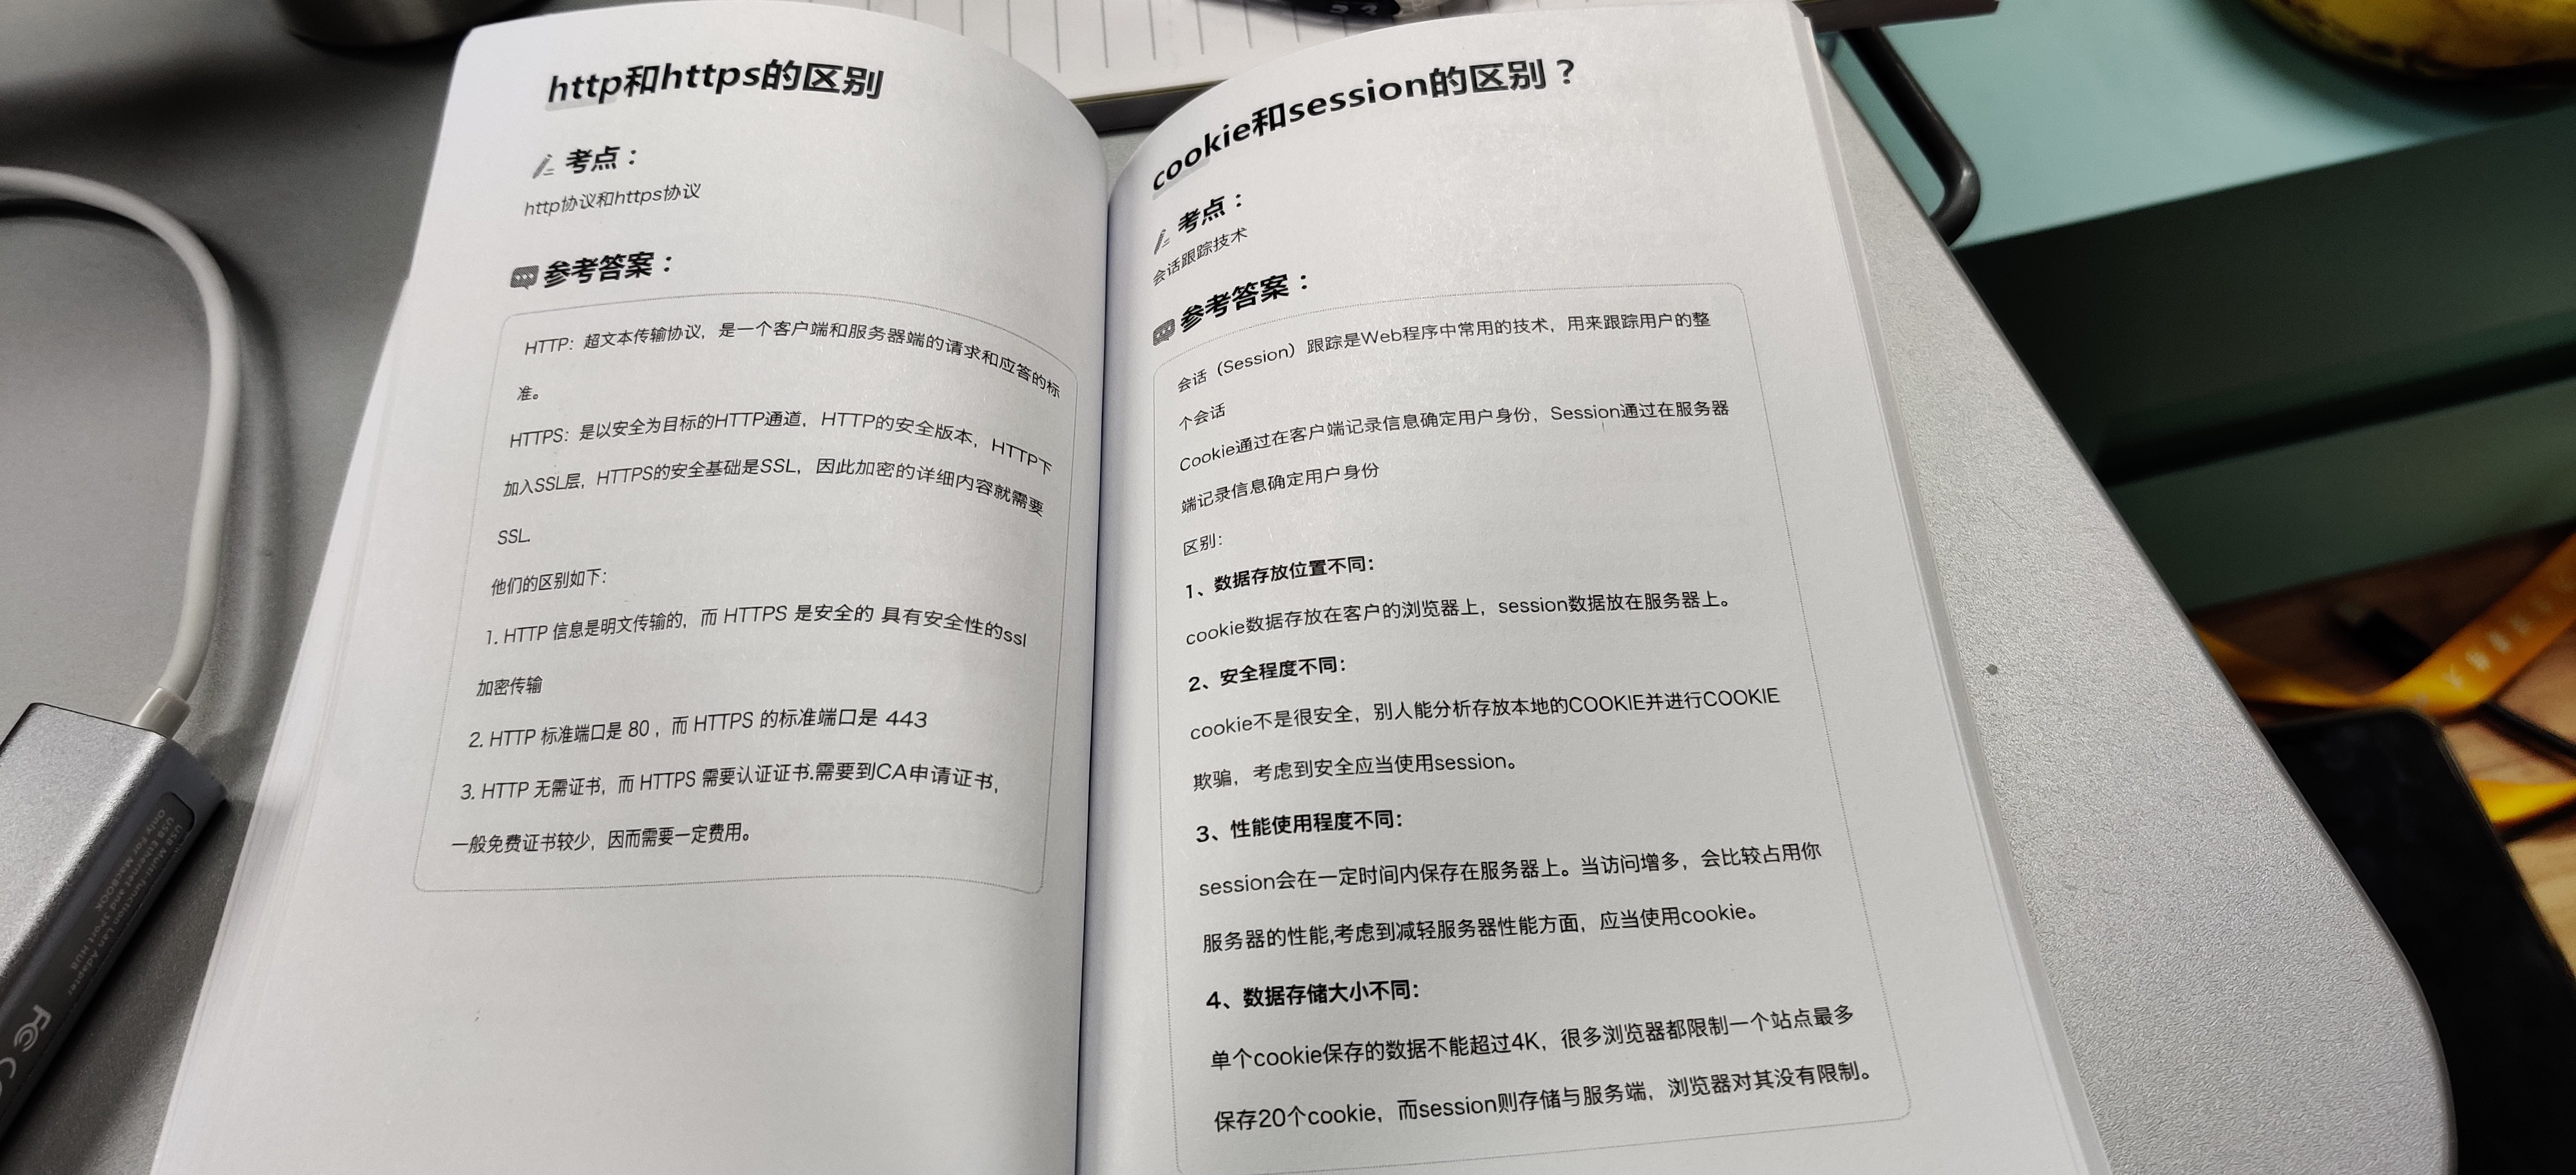 http和https的区别
考点：
http协议和https协议
参考答案：
HTTP：超文本传输协议，是一个客户端和服务器端的请求和应答的标
准。
HTTPS：是以安全为目标的HTTP通道，HTTP的安全版本，HTTP下
加入SSL层，HTTPS的安全基础是SSL，因此加密的详细内容就需要
SSL.
他们的区别如下：
1. HTTP 信息是明文传输的，而 HTTPS 是安全的 具有安全性的ssl
加密传输
2. HTTP 标准端口是 80 ，而 HTTPS 的标准端口是 443
3. HTTP 无需证书，而 HTTPS 需要认证证书.需要到CA申请证书，
一般免费证书较少，因而需要一定费用。
cookie和session的区别？
考点：
会话跟踪技术
参考答案：
会话（Session）跟踪是Web程序中常用的技术，用来跟踪用户的整
个会话
Cookie通过在客户端记录信息确定用户身份，Session通过在服务器
端记录信息确定用户身份
区别：
1、数据存放位置不同：
cookie数据存放在客户的浏览器上，session数据放在服务器上。
2、安全程度不同：
cookie不是很安全，别人能分析存放本地的COOKIE并进行COOKIE
欺骗，考虑到安全应当使用session。
3、性能使用程度不同：
session会在一定时间内保存在服务器上。当访问增多，会比较占用你
服务器的性能,考虑到减轻服务器性能方面，应当使用cookie。
4、数据存储大小不同：
单个cookie保存的数据不能超过4K，很多浏览器都限制一个站点最多
保存20个cookie，而session则存储与服务端，浏览器对其没有限制。
USB Multi-function Lan Adapter
USB Ethernet and 3Port HUB
Only For MacBOOK
FC